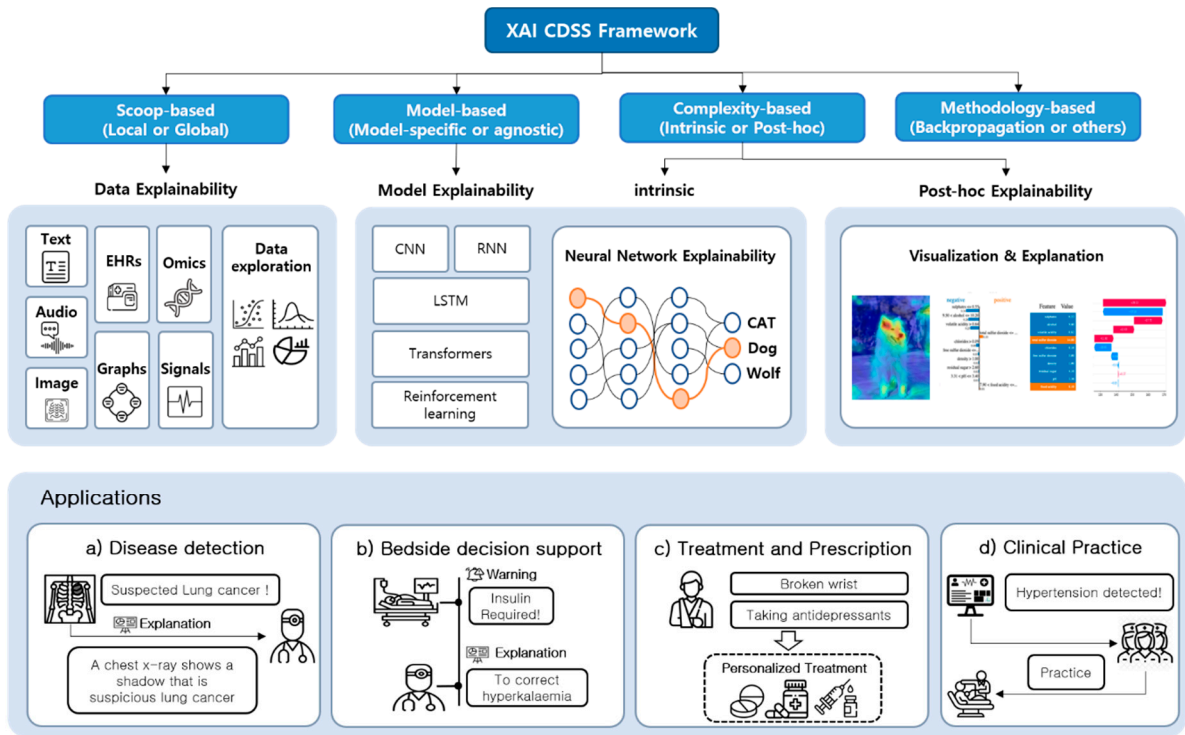 XAI CDSS Framework
Scoop-based
(Local or Global)
Model-based
(Model-specific or agnostic)
Complexity-based
(Intrinsic or Post-hoc)
Methodology-based
(Backpropagation or others)
Data Explainability
Model Explainability
intrinsic
Post-hoc Explainability
Text
EHRs
Omics
Data
exploration
Audio
Image
Graphs
Signals
CNN
RNN
LSTM
Transformers
Reinforcement
learning
Neural Network Explainability
CAT
Dog
Wolf
Visualization & Explanation
negative
positive
Feature
Value
Applications
a) Disease detection
Suspected Lung cancer !
Explanation
A chest x-ray shows a
shadow that is
suspicious lung cancer
b) Bedside decision support
Warning
Insulin
Required!
Explanation
To correct
hyperkalaemia
c) Treatment and Prescription
Broken wrist
Taking antidepressants
Personalized Treatment
d) Clinical Practice
Hypertension detected!
Practice